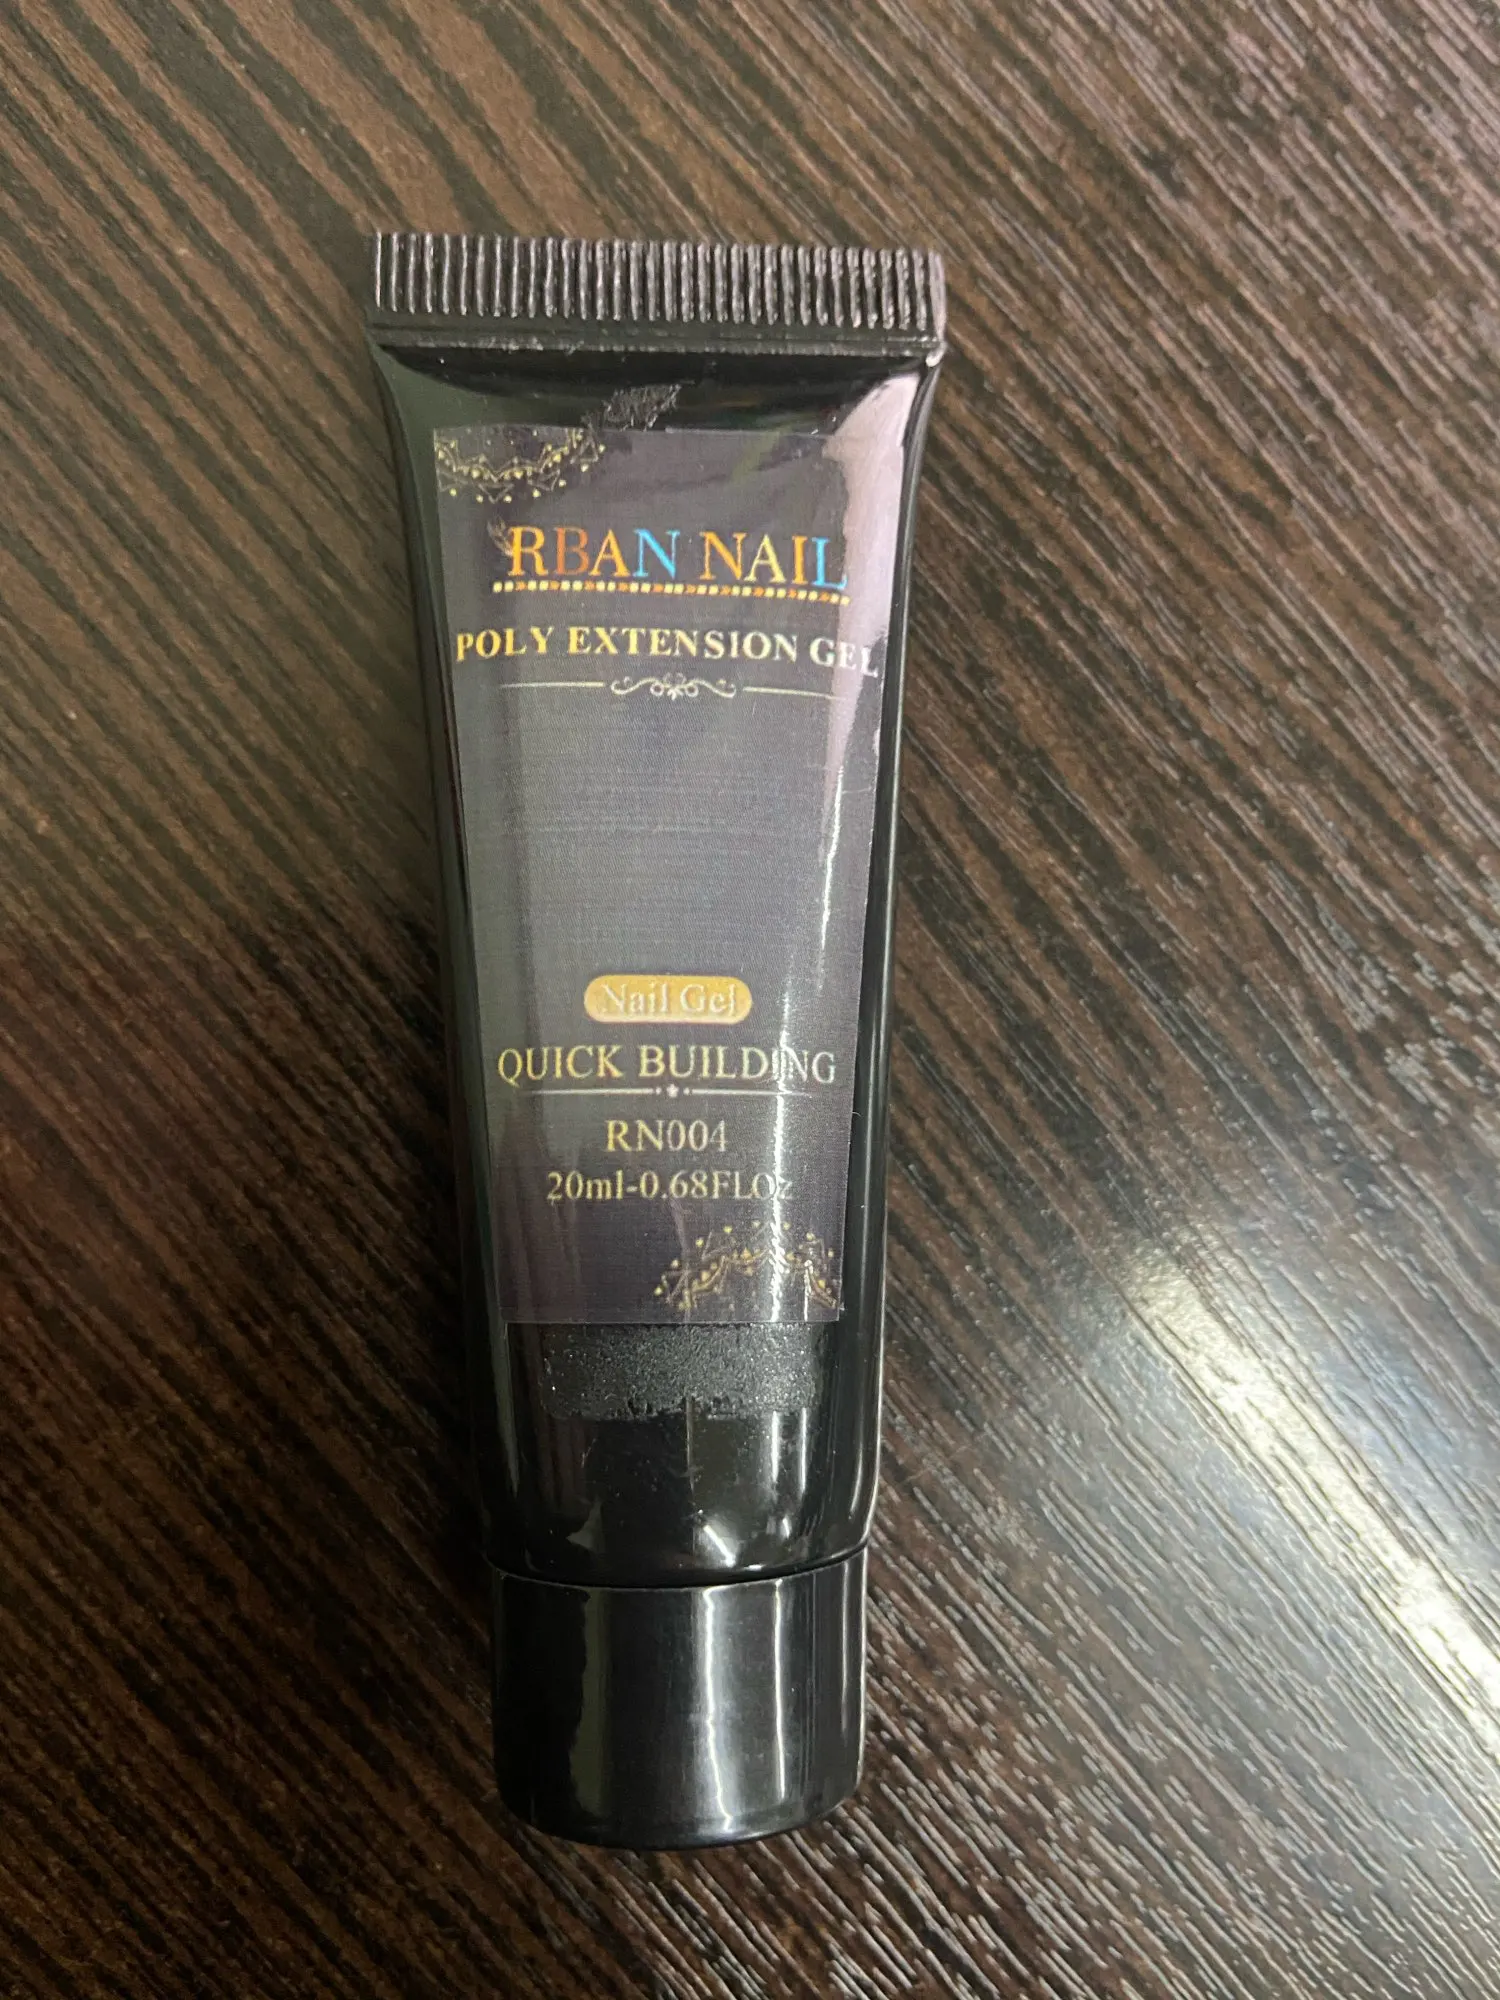 RBAN NAIL
POLY EXTENSION GEL
Nail Gel
QUICK BUILDING
RN004
20ml-0.68FLOz